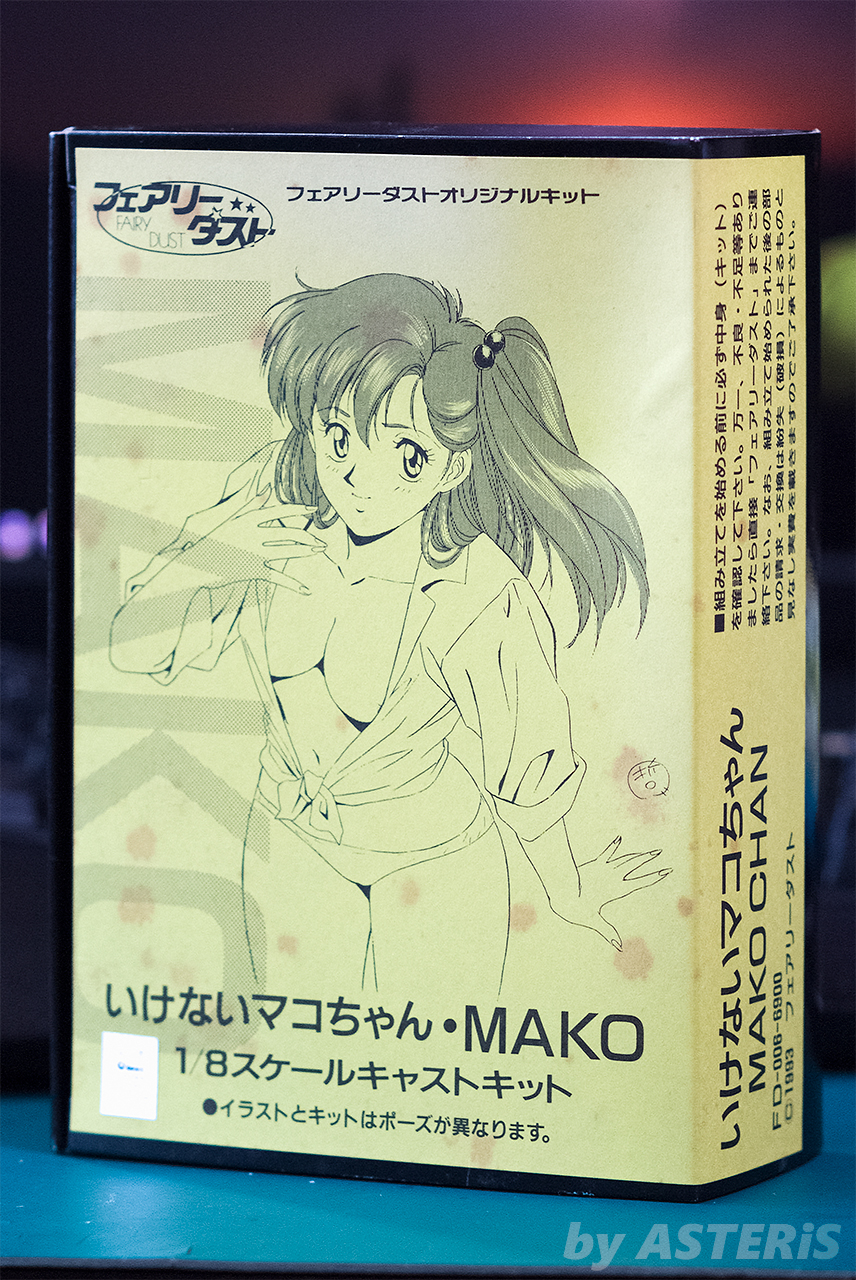 フェアリー
FAIRY
DUST
ダスト
フェアリーダストオリジナルキット
MAKO
いけないマコちゃん・MAKO
1/8スケールキャストキット
●イラストとキットはポーズが異なります。
■組み立てを始める前に必ず中身（キット）
を確認して下さい。万一、不良・不足等あり
ましたら直接「フェアリーダスト」までご連
絡下さい。なお、組み立て始められた後の部
品の請求・交換は紛失（破損）によるものと
見なし実費を戴きますのでご了承下さい。
いけないマコちゃん
MAKO CHAN
FD-006-6900
©1993 フェアリーダスト
by ASTERiS